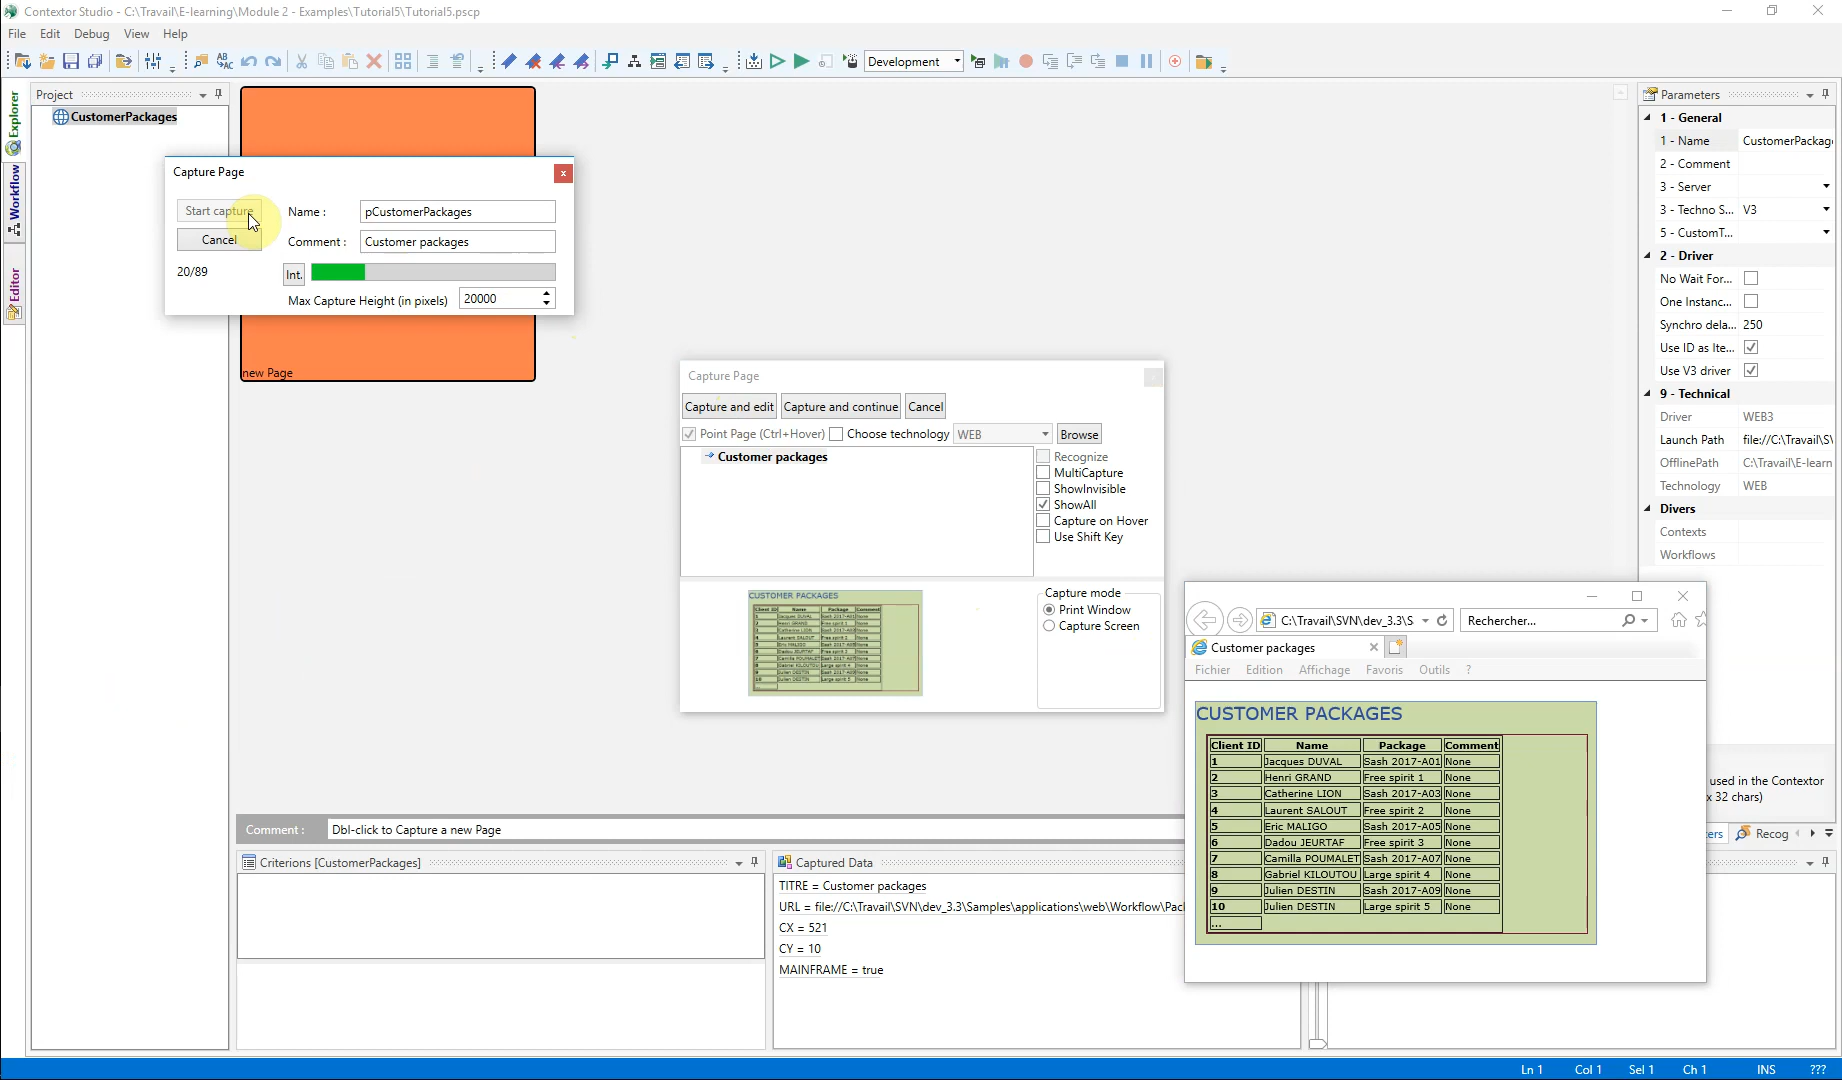 Contextor Studio - C:\Travail\E-learning\Module 2 - Examples\Tutorial5\Tutorial5.pscp
File Edit Debug View Help
Development
Explorer
Workflow
Editor
Project
CustomerPackages
new Page
Capture Page
Start capture
Name :
pCustomerPackages
Cancel
Comment :
Customer packages
20/89
Int.
Max Capture Height (in pixels)
20000
Capture Page
Capture and edit
Capture and continue
Cancel
Point Page (Ctrl+Hover)
Choose technology
WEB
Browse
Customer packages
Recognize
MultiCapture
ShowInvisible
ShowAll
Capture on Hover
Use Shift Key
Capture mode
Print Window
Capture Screen
Comment :
Dbl-click to Capture a new Page
Criterions [CustomerPackages]
Captured Data
TITRE = Customer packages
URL = file://C:\Travail\SVN\dev_3.3\Samples\applications\web\Workflow\Pac
CX = 521
CY = 10
MAINFRAME = true
C:\Travail\SVN\dev_3.3\S
Rechercher...
Customer packages
Fichier Edition Affichage Favoris Outils ?
CUSTOMER PACKAGES
Client ID Name Package Comment
1 Jacques DUVAL Sash 2017-A01 None
2 Henri GRAND Free spirit 1 None
3 Catherine LION Sash 2017-A03 None
4 Laurent SALOUT Free spirit 2 None
5 Eric MALIGO Sash 2017-A05 None
6 Dadou JEURTAF Free spirit 3 None
7 Camilla POUMALET Sash 2017-A07 None
8 Gabriel KILOUTOU Large spirit 4 None
9 Julien DESTIN Sash 2017-A09 None
10 Julien DESTIN Large spirit 5 None
...
Parameters
1 - General
1 - Name CustomerPackag
2 - Comment
3 - Server
3 - Techno S... V3
5 - CustomT...
2 - Driver
No Wait For...
One Instanc...
Synchro dela... 250
Use ID as Ite...
Use V3 driver
9 - Technical
Driver WEB3
Launch Path file://C:\Travail\S
OfflinePath C:\Travail\E-learn
Technology WEB
Divers
Contexts
Workflows
used in the Contextor
x 32 chars)
ers
Recog
Ln 1 Col 1 Sel 1 Ch 1 INS ???